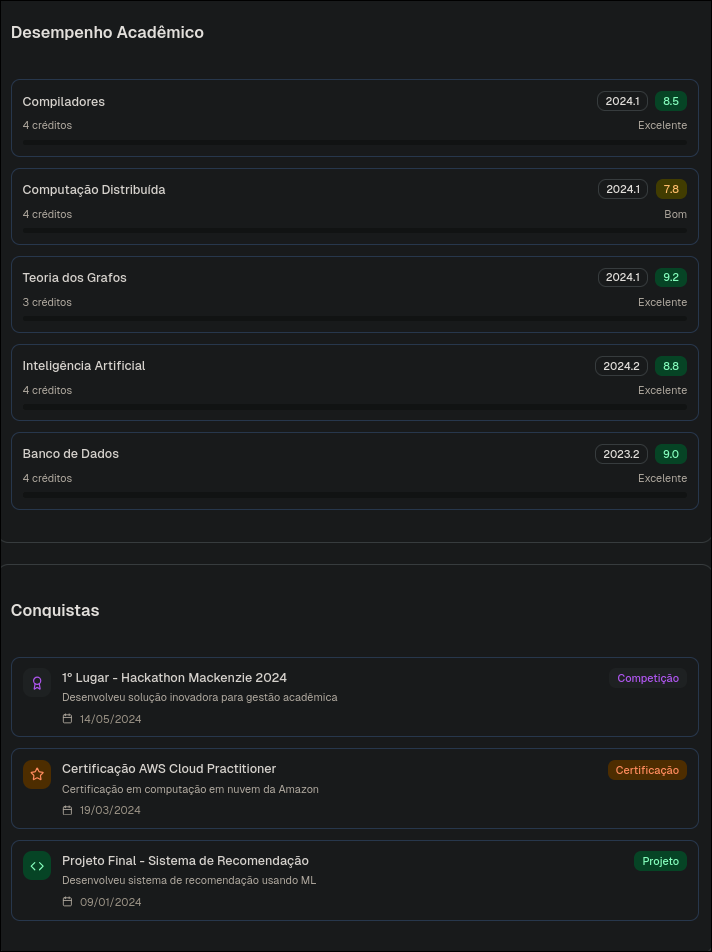 Desempenho Acadêmico
Compiladores 2024.1 8.5
4 créditos Excelente
Computação Distribuída 2024.1 7.8
4 créditos Bom
Teoria dos Grafos 2024.1 9.2
3 créditos Excelente
Inteligência Artificial 2024.2 8.8
4 créditos Excelente
Banco de Dados 2023.2 9.0
4 créditos Excelente
Conquistas
1º Lugar - Hackathon Mackenzie 2024 Competição
Desenvolveu solução inovadora para gestão acadêmica
14/05/2024
Certificação AWS Cloud Practitioner Certificação
Certificação em computação em nuvem da Amazon
19/03/2024
Projeto Final - Sistema de Recomendação Projeto
Desenvolveu sistema de recomendação usando ML
09/01/2024